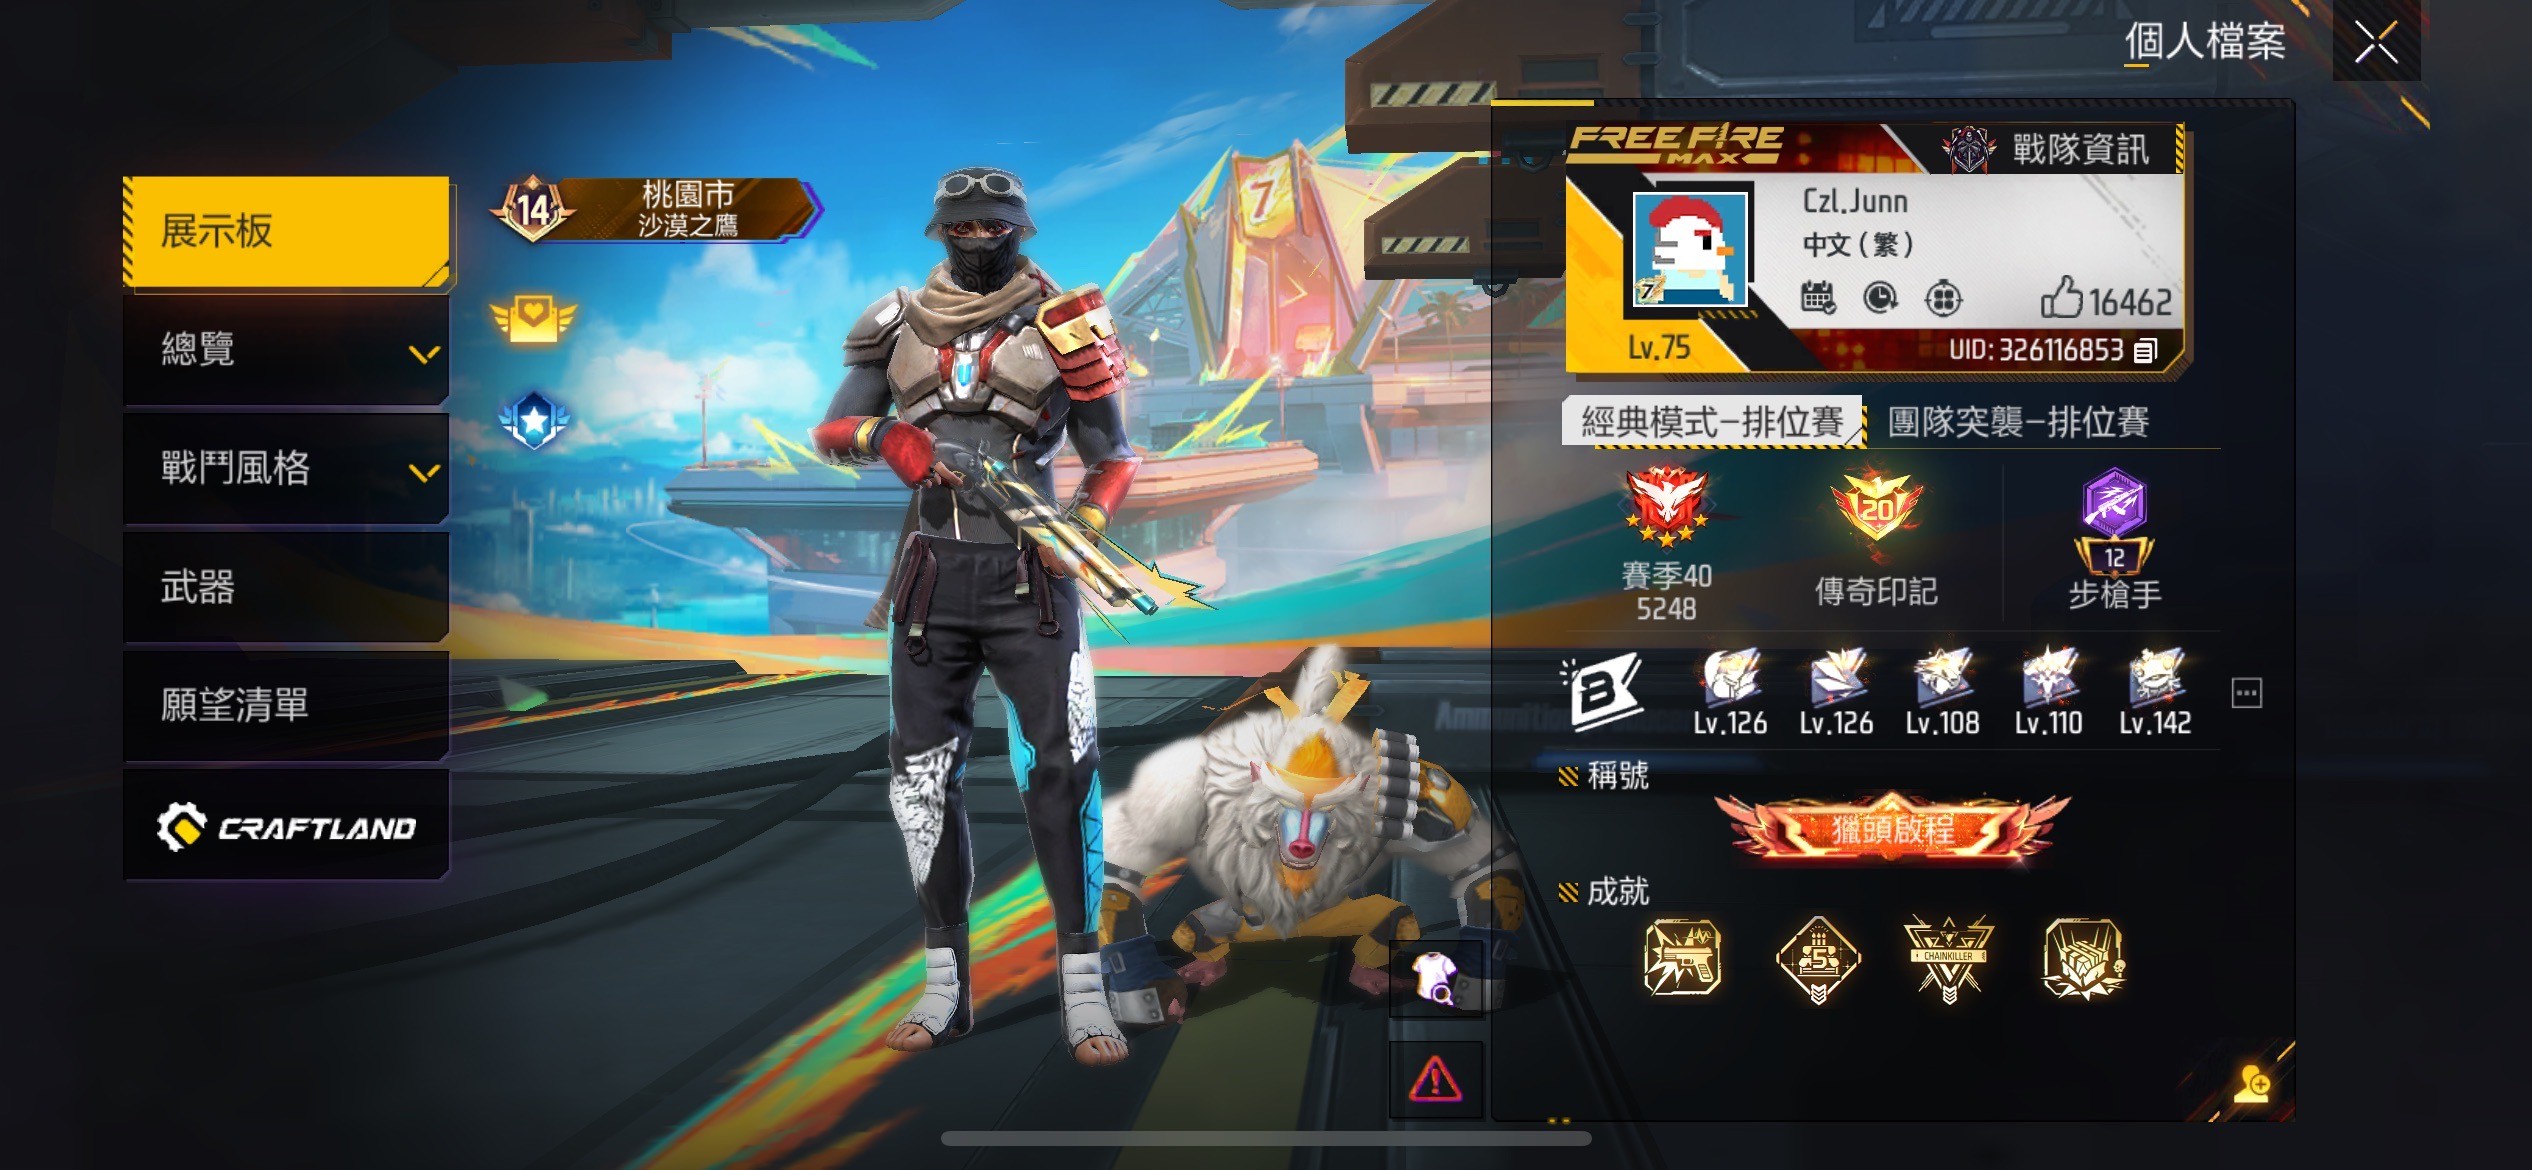 個人檔案
展示板
總覽
戰鬥風格
武器
願望清單
CRAFTLAND
14
桃園市
沙漠之鷹
7
FREE FIRE
MAX
戰隊資訊
Czl.Junn
中文(繁)
16462
7
Lv.75
UID: 326116853
經典模式-排位賽
團隊突襲-排位賽
賽季40
5248
20
傳奇印記
12
步槍手
B
Lv.126
Lv.126
Lv.108
Lv.110
Lv.142
稱號
獵頭啟程
成就
5
CHAINKILLER